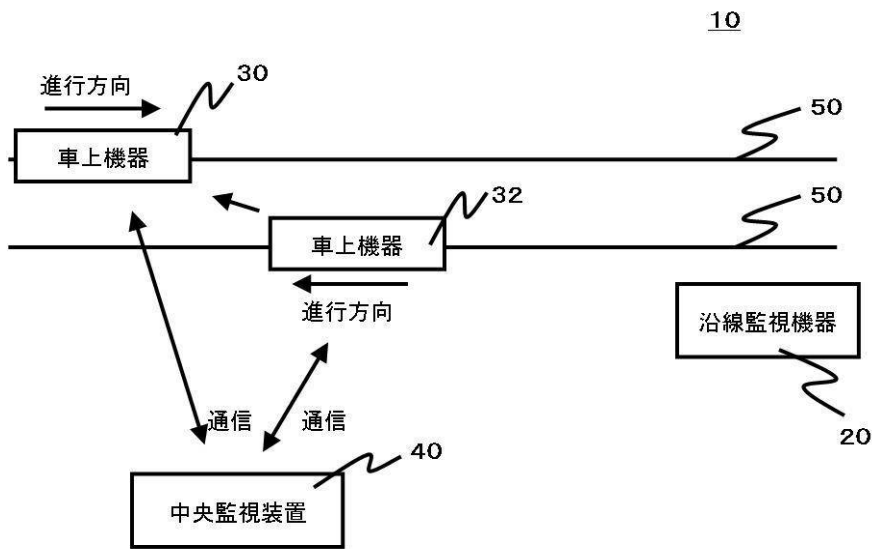 10
進行方向
30
車上機器
50
32
50
車上機器
進行方向
沿線監視機器
通信
通信
20
40
中央監視装置